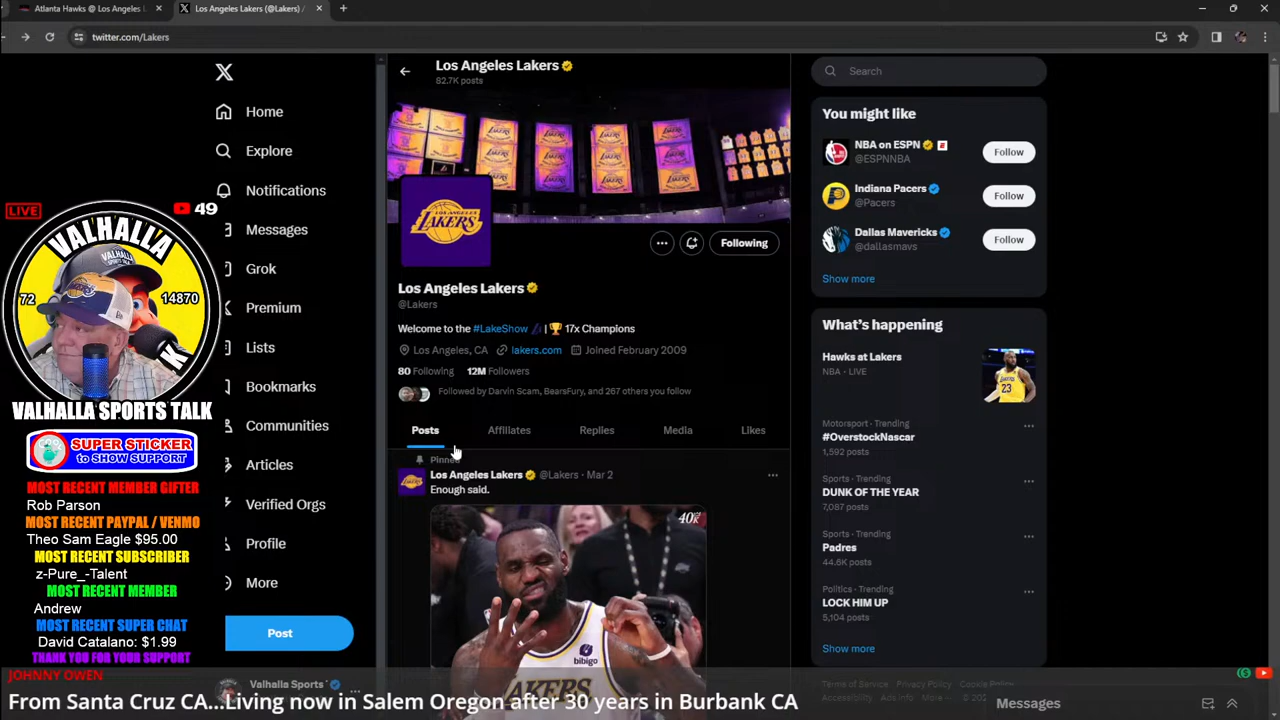 Atlanta Hawks @ Los Angeles L
Los Angeles Lakers (@Lakers) /
twitter.com/Lakers
Home
Explore
Notifications
Messages
Grok
Premium
Lists
Bookmarks
Communities
Articles
Verified Orgs
Profile
More
Post
Valhalla Sports
LIVE
49
VALHALLA
72
14870
VALHALLA SPORTS TALK
SUPER STICKER
to SHOW SUPPORT
MOST RECENT MEMBER GIFTER
Rob Parson
MOST RECENT PAYPAL / VENMO
Theo Sam Eagle $95.00
MOST RECENT SUBSCRIBER
z-Pure_-Talent
MOST RECENT MEMBER
Andrew
MOST RECENT SUPER CHAT
David Catalano: $1.99
THANK YOU FOR YOUR SUPPORT
Los Angeles Lakers
82.7K posts
LOS ANGELES
LAKERS
Following
Los Angeles Lakers
@Lakers
Welcome to the #LakeShow | 17x Champions
Los Angeles, CA lakers.com Joined February 2009
80 Following 12M Followers
Followed by Darvin Scam, BearsFury, and 267 others you follow
Posts Affiliates Replies Media Likes
Pinned
Los Angeles Lakers @Lakers · Mar 2
Enough said.
40K
bibigo
LAKERS
Search
You might like
NBA on ESPN
@ESPNNBA
Follow
Indiana Pacers
@Pacers
Follow
Dallas Mavericks
@dallasmavs
Follow
Show more
What's happening
Hawks at Lakers
NBA · LIVE
23
Motorsport · Trending
#OverstockNascar
1,592 posts
Sports · Trending
DUNK OF THE YEAR
7,087 posts
Sports · Trending
Padres
44.6K posts
Politics · Trending
LOCK HIM UP
5,104 posts
Show more
Terms of Service Privacy Policy Cookie Policy
Accessibility Ads info More
Messages
JOHNNY OWEN
From Santa Cruz CA...Living now in Salem Oregon after 30 years in Burbank CA